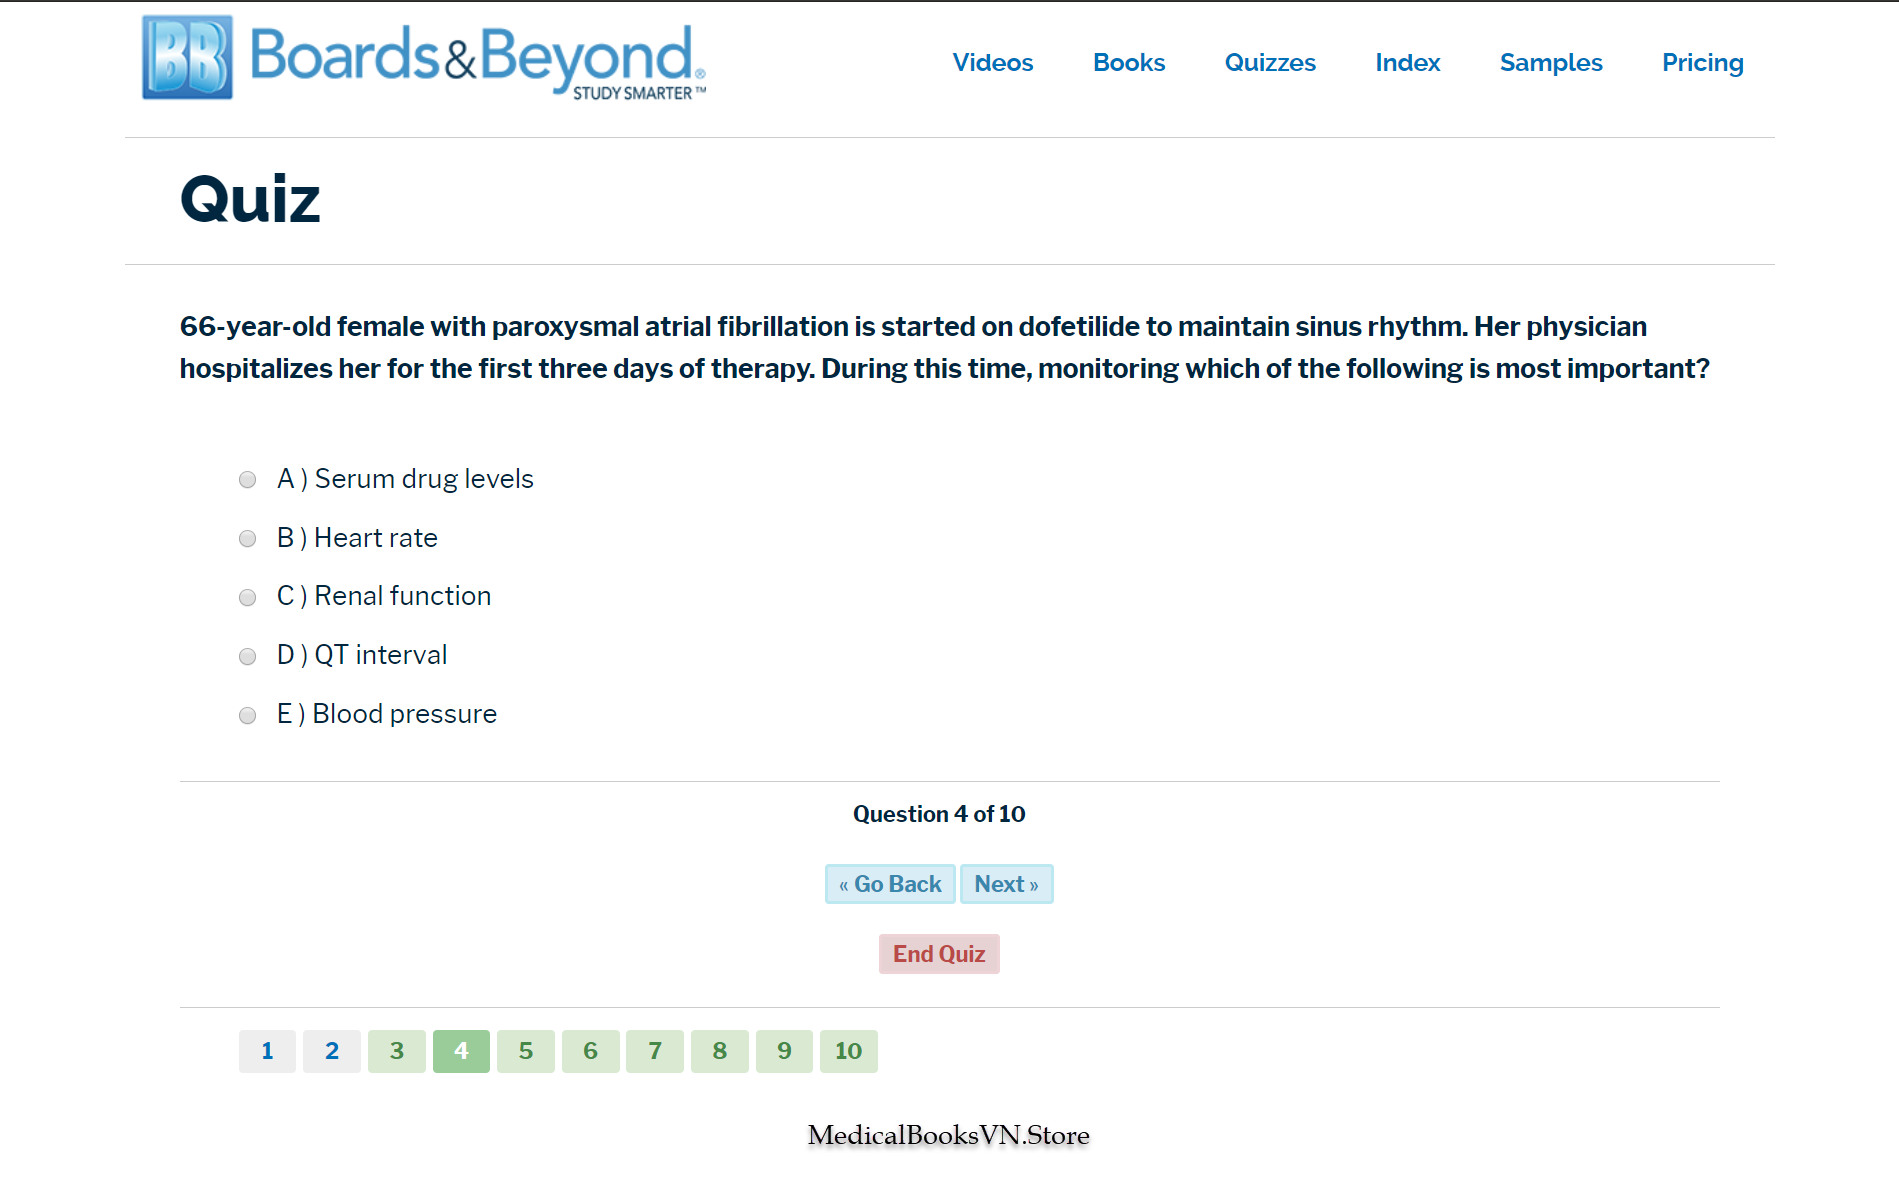 BB Boards&Beyond.®
STUDY SMARTER™
Videos Books Quizzes Index Samples Pricing
Quiz
66-year-old female with paroxysmal atrial fibrillation is started on dofetilide to maintain sinus rhythm. Her physician
hospitalizes her for the first three days of therapy. During this time, monitoring which of the following is most important?
A ) Serum drug levels
B ) Heart rate
C ) Renal function
D ) QT interval
E ) Blood pressure
Question 4 of 10
« Go Back Next »
End Quiz
1 2 3 4 5 6 7 8 9 10
MedicalBooksVN.Store